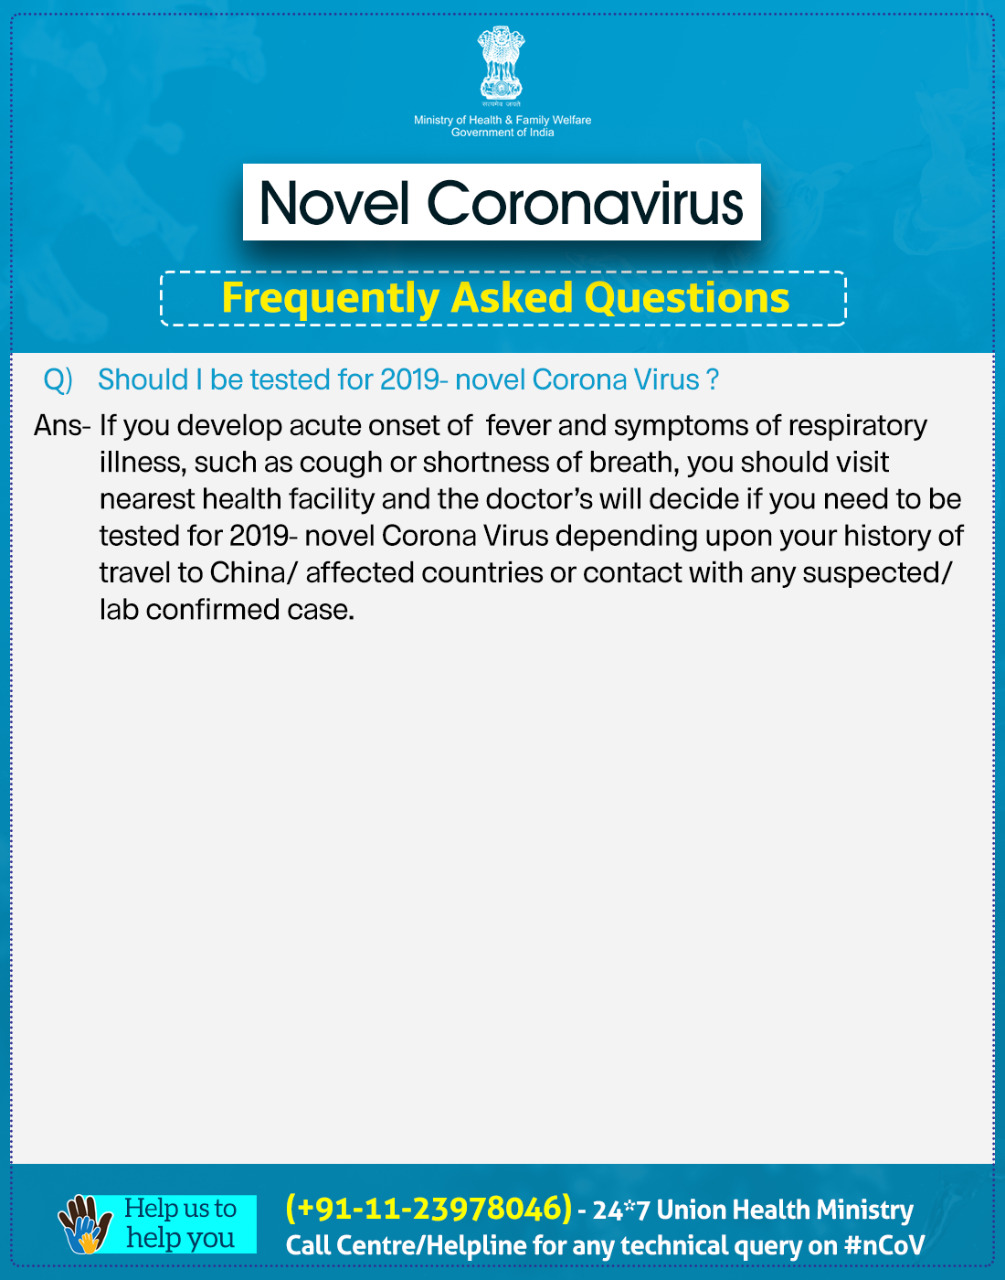 सत्यमेव जयते
Ministry of Health & Family Welfare
Government of India
Novel Coronavirus
Frequently Asked Questions
Q) Should I be tested for 2019- novel Corona Virus ?
Ans- If you develop acute onset of fever and symptoms of respiratory
illness, such as cough or shortness of breath, you should visit
nearest health facility and the doctor's will decide if you need to be
tested for 2019- novel Corona Virus depending upon your history of
travel to China/ affected countries or contact with any suspected/
lab confirmed case.
Help us to
help you
(+91-11-23978046) - 24*7 Union Health Ministry
Call Centre/Helpline for any technical query on #nCoV